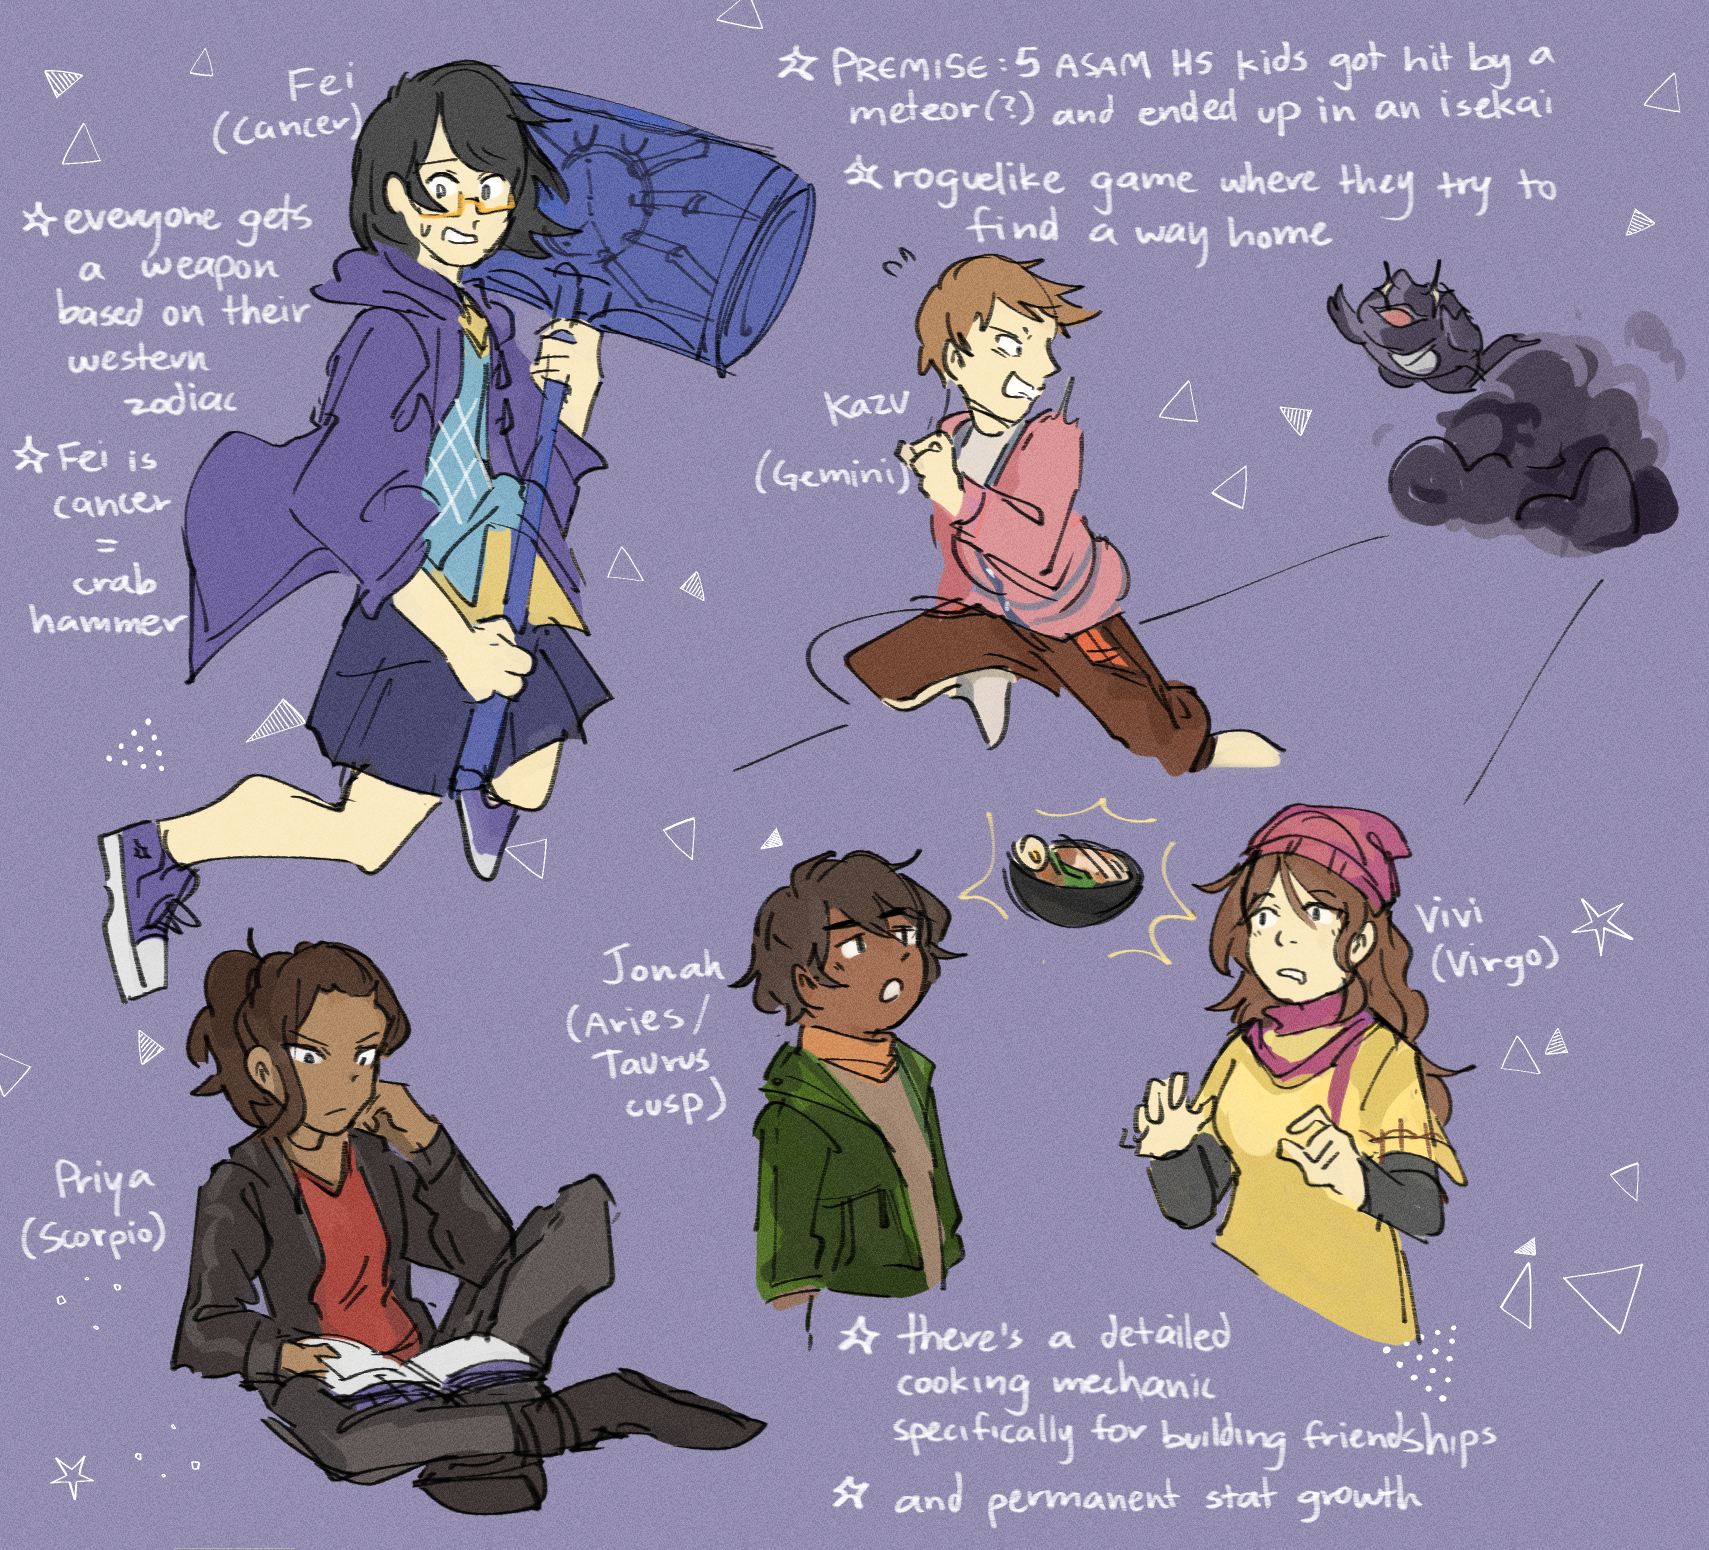 Fei
(Cancer)
☆ PREMISE: 5 ASAM HS kids got hit by a
meteor(?) and ended up in an isekai
☆ roguelike game where they try to
find a way home
☆ everyone gets
a weapon
based on their
western
zodiac
☆ Fei is
cancer
=
crab
hammer
Kazu
(Gemini)
Jonah
(Aries/
Taurus
cusp)
Vivi
(Virgo)
Priya
(Scorpio)
☆ there's a detailed
cooking mechanic
specifically for building friendships
☆ and permanent stat growth